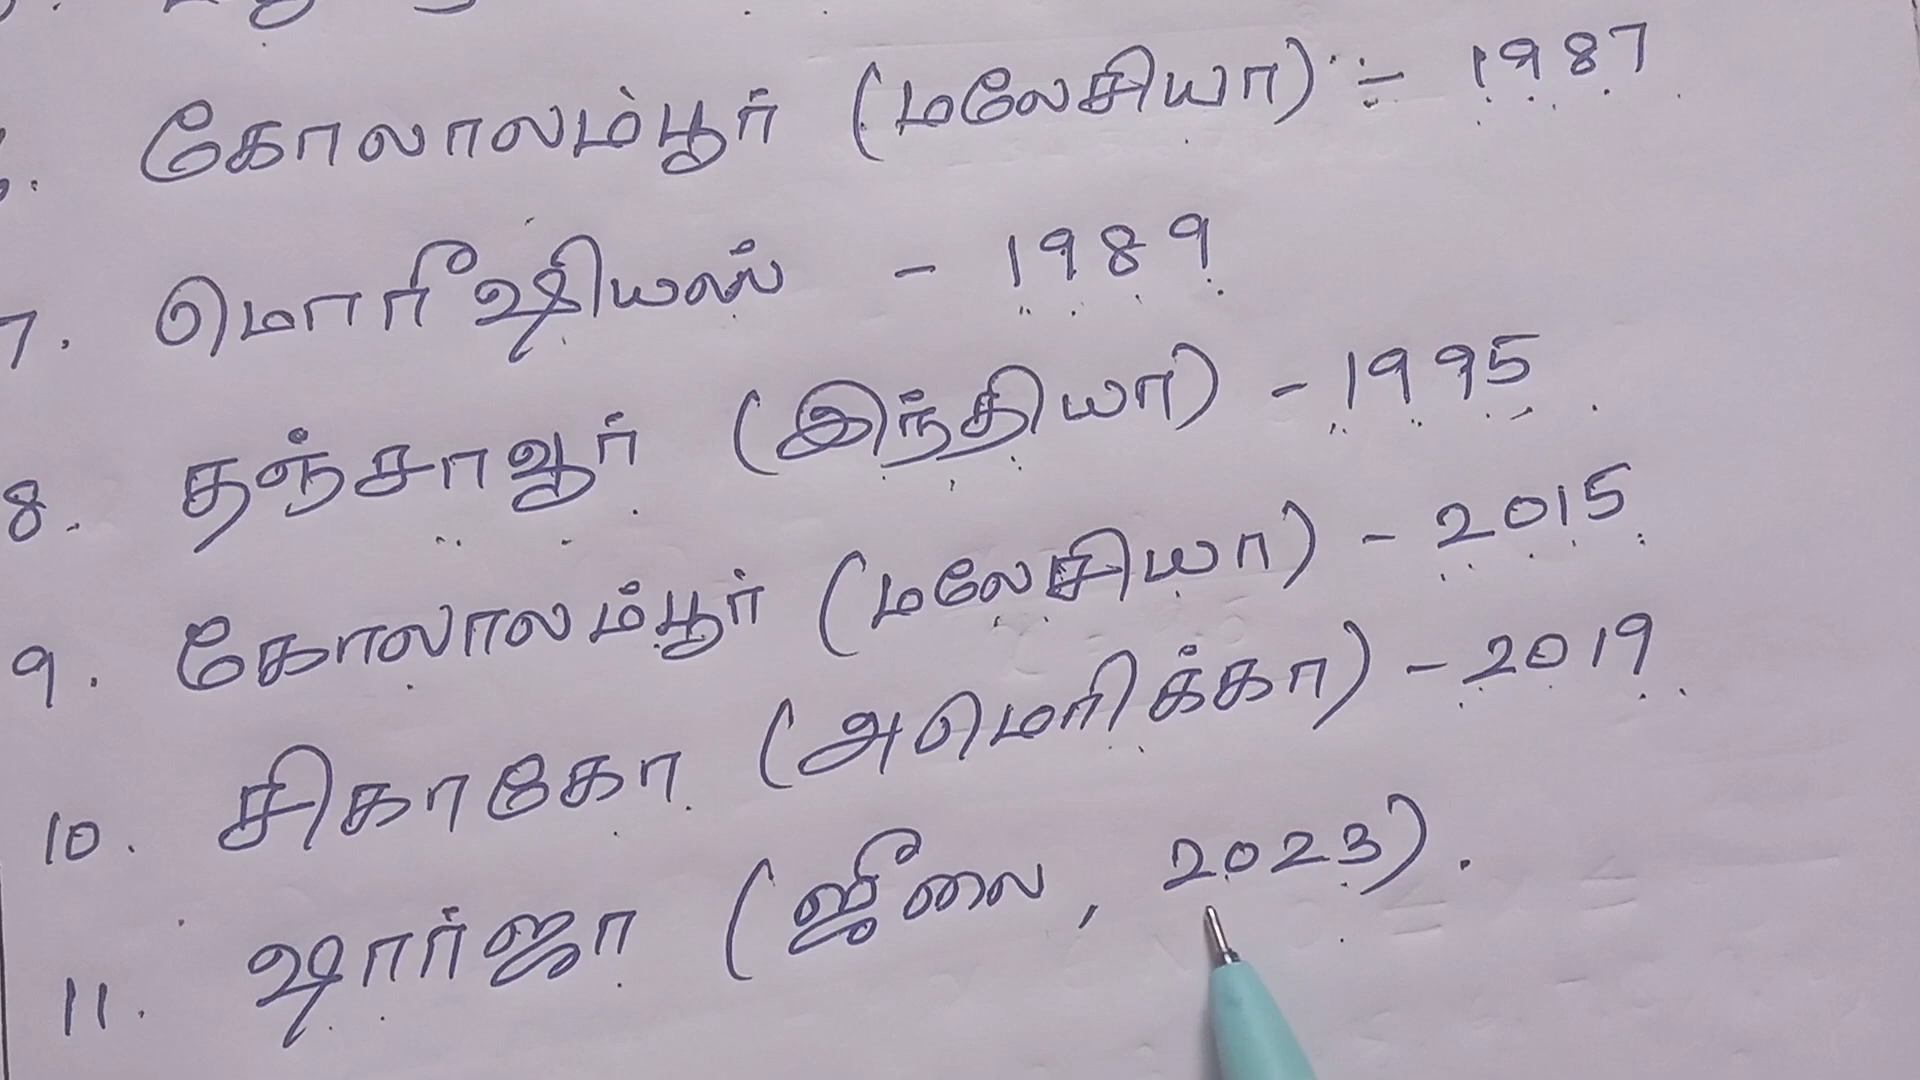 6. கோலாலம்பூர் (மலேசியா) :- 1987
7. மொரீஷியஸ் - 1989
8. தஞ்சாவூர் (இந்தியா) - 1995
9. கோலாலம்பூர் (மலேசியா) - 2015
10. சிகாகோ (அமெரிக்கா) - 2019
11. ஷார்ஜா (ஜீலை, 2023).